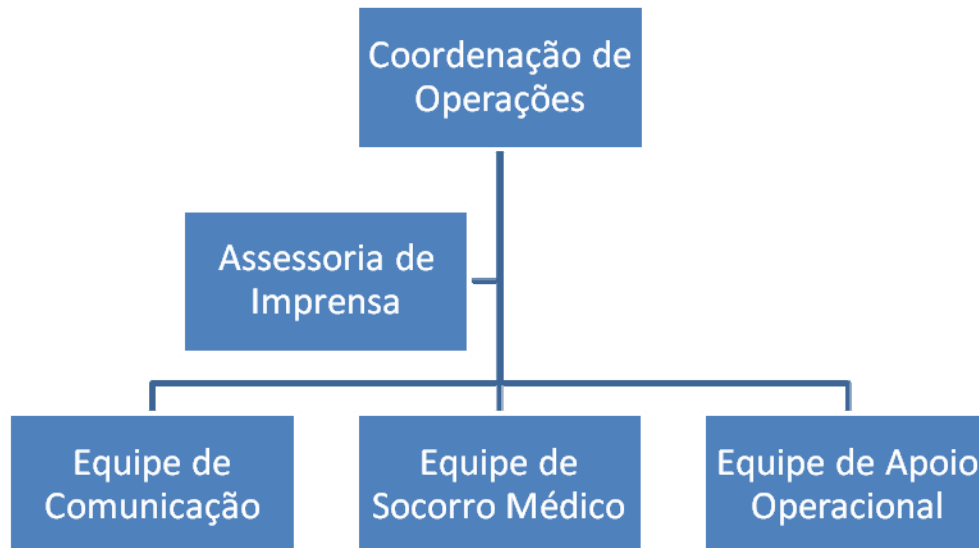 Coordenação de
Operações
Assessoria de
Imprensa
Equipe de
Comunicação
Equipe de
Socorro Médico
Equipe de Apoio
Operacional